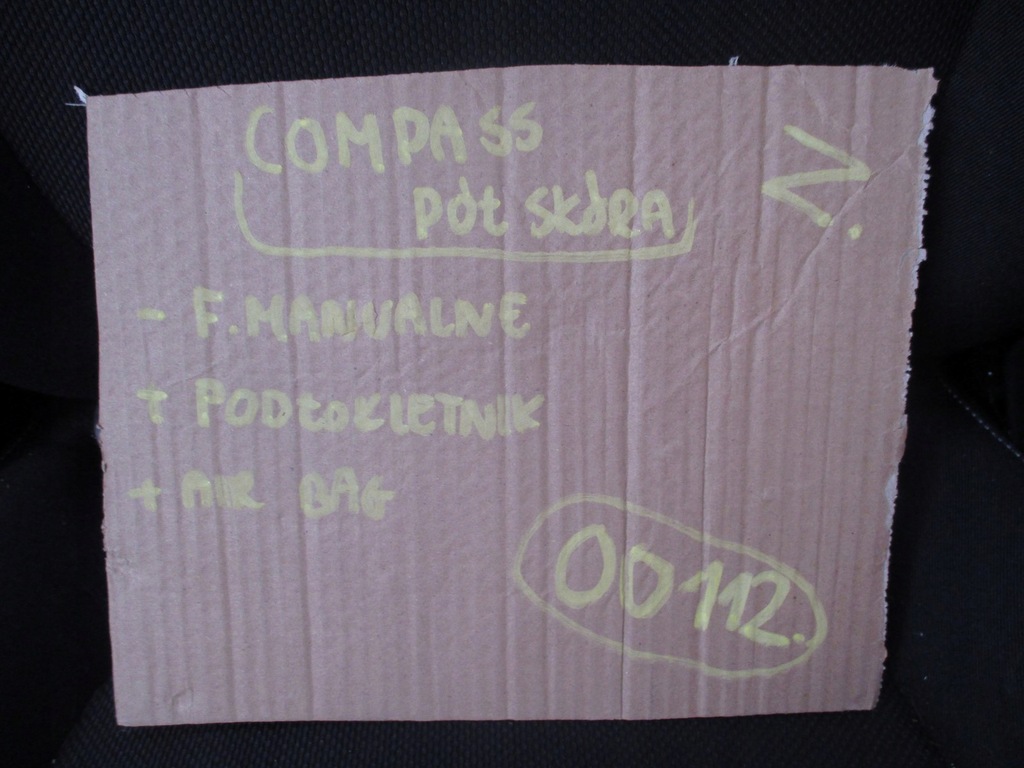 COMPASS
PÓŁ SKÓRA
N.
- F. MANUALNE
+ PODŁOKIETNIK
+ AIR BAG
00112.